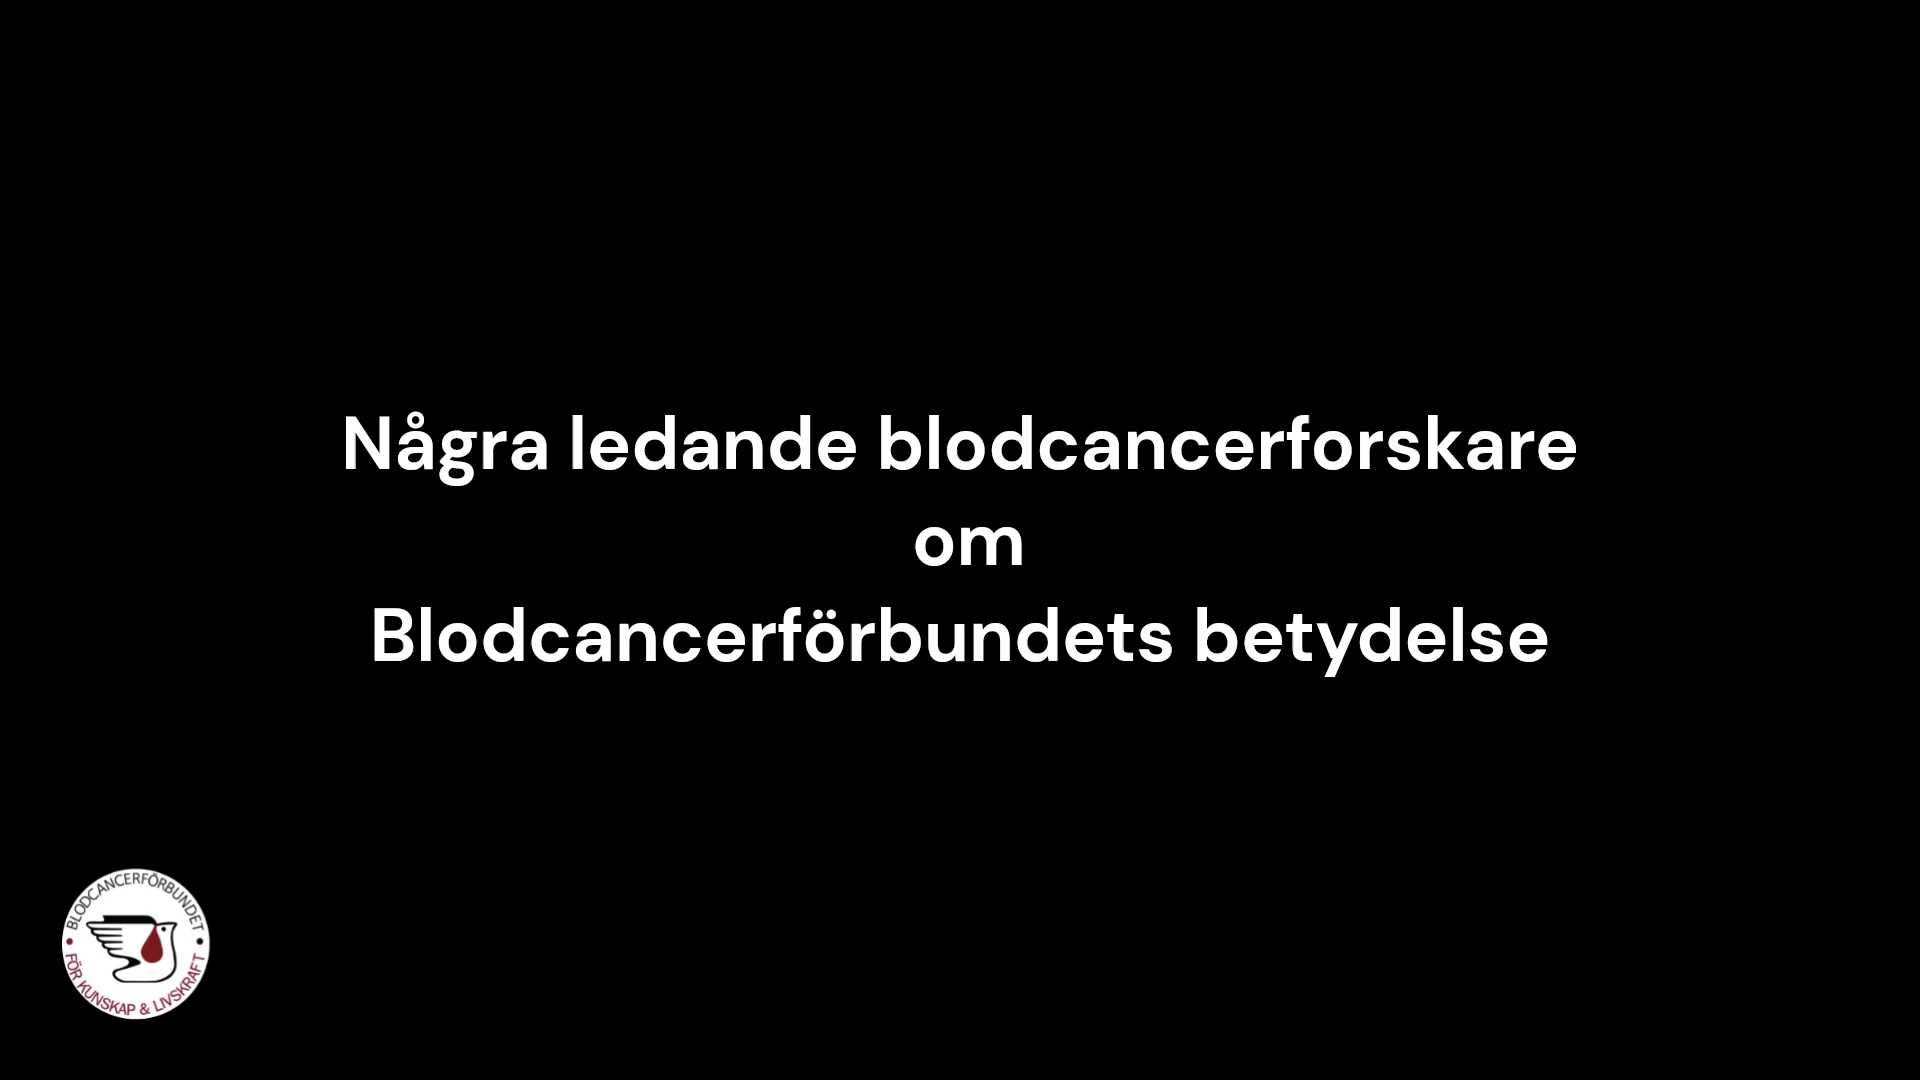 Några ledande blodcancerforskare
om
Blodcancerförbundets betydelse
BLODCANCERFÖRBUNDET
FÖR KUNSKAP & LIVSKRAFT